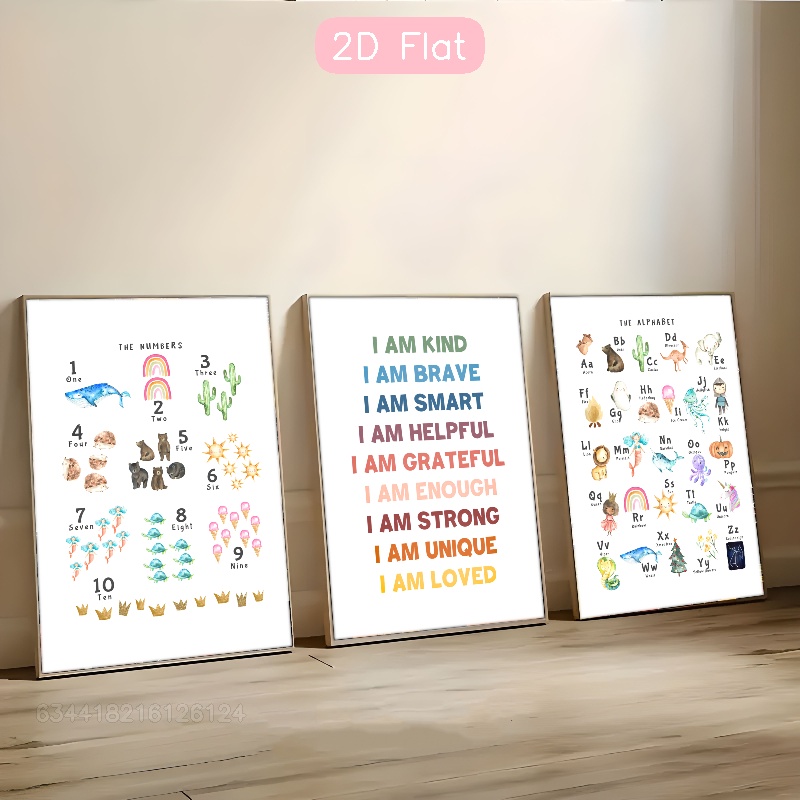 2D Flat
THE NUMBERS
1
One
2
Two
3
Three
4
Four
5
Five
6
Six
7
Seven
8
Eight
9
Nine
10
Ten
I AM KIND
I AM BRAVE
I AM SMART
I AM HELPFUL
I AM GRATEFUL
I AM ENOUGH
I AM STRONG
I AM UNIQUE
I AM LOVED
THE ALPHABET
Aa
Bb
Cc
Dd
Ee
Ff
Gg
Hh
Ii
Jj
Kk
Ll
Mm
Nn
Oo
Pp
Qq
Rr
Ss
Tt
Uu
Vv
Ww
Xx
Yy
Zz
634418216126124